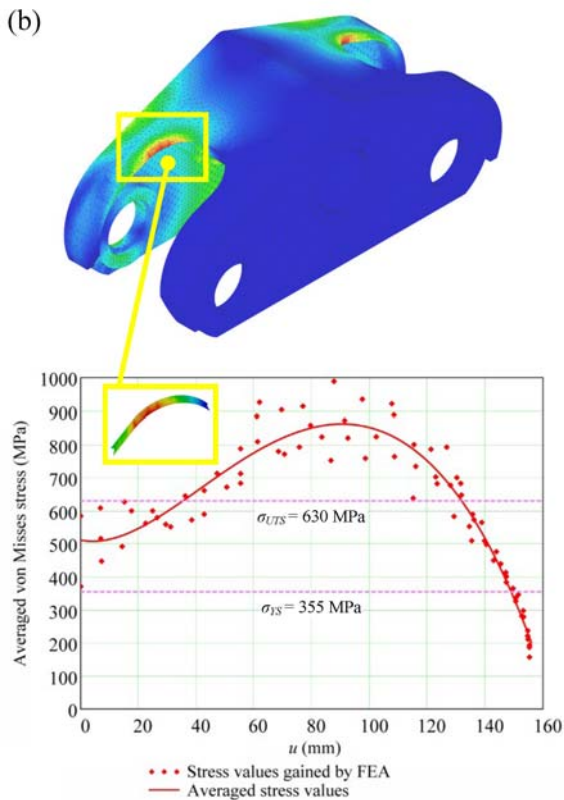 (b)
1000
900
800
700
600
500
400
300
200
100
0
Averaged von Misses stress (MPa)
σUTS = 630 MPa
σYS = 355 MPa
0 20 40 60 80 100 120 140 160
u (mm)
Stress values gained by FEA
Averaged stress values